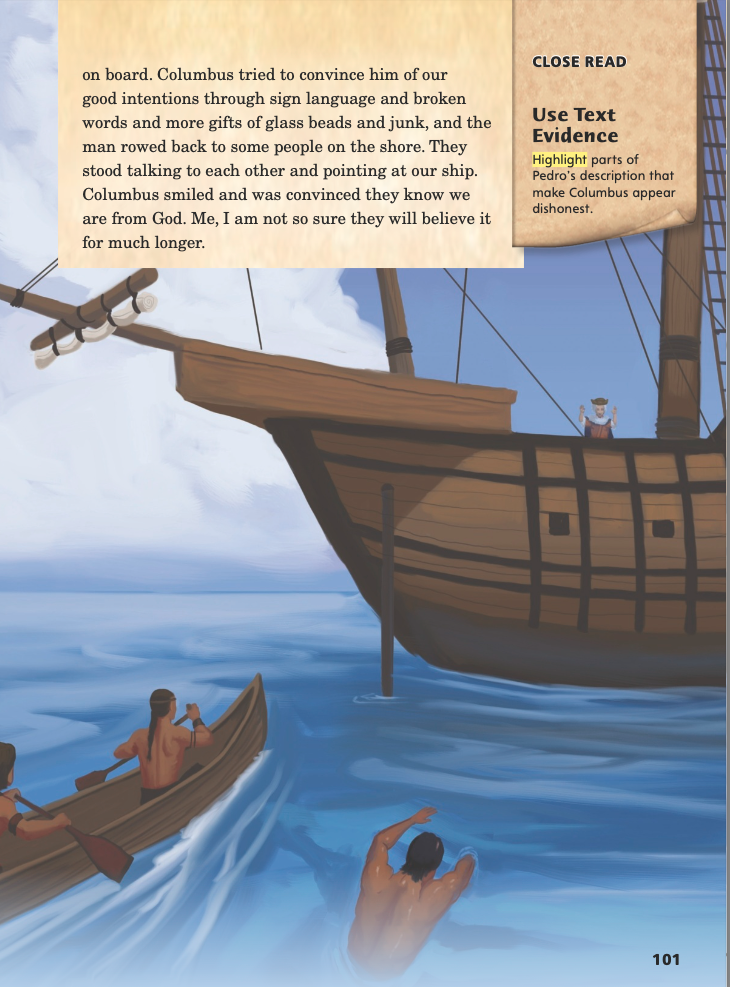 on board. Columbus tried to convince him of our
good intentions through sign language and broken
words and more gifts of glass beads and junk, and the
man rowed back to some people on the shore. They
stood talking to each other and pointing at our ship.
Columbus smiled and was convinced they know we
are from God. Me, I am not so sure they will believe it
for much longer.
CLOSE READ
Use Text
Evidence
Highlight parts of
Pedro's description that
make Columbus appear
dishonest.
101